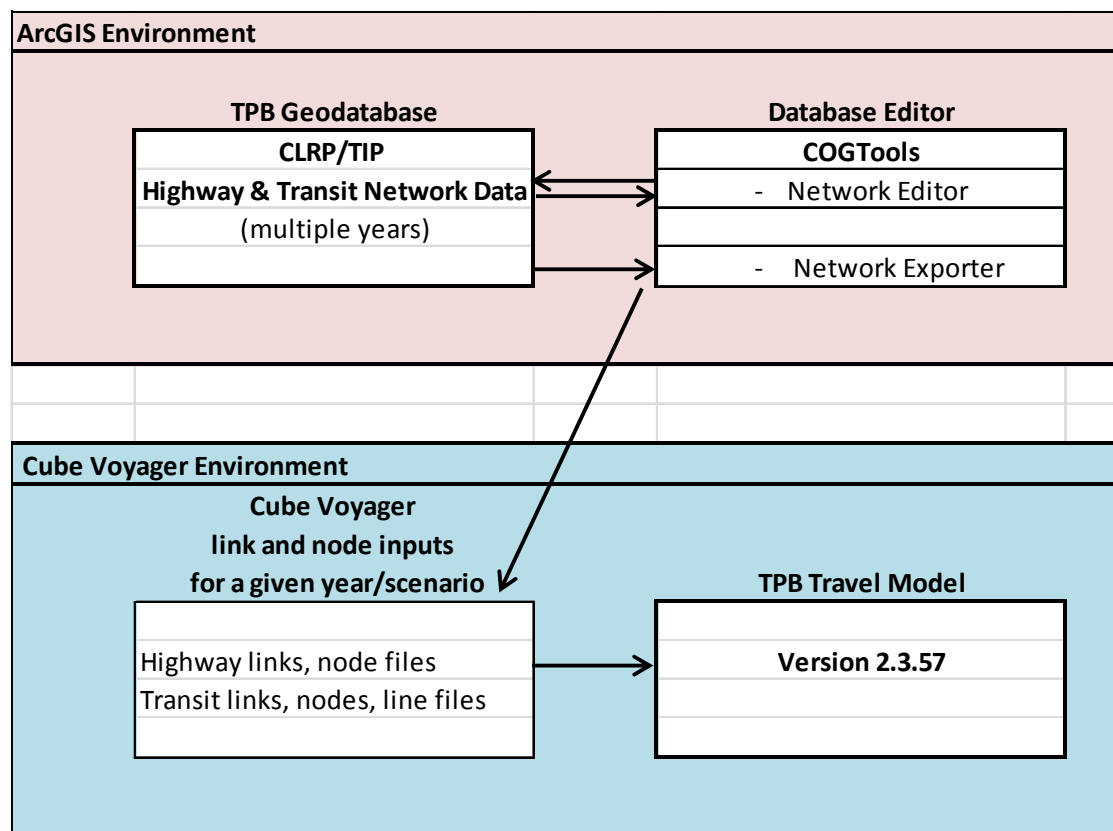 ArcGIS Environment
TPB Geodatabase
CLRP/TIP
Highway & Transit Network Data
(multiple years)
Database Editor
COGTools
- Network Editor
- Network Exporter
Cube Voyager Environment
Cube Voyager
link and node inputs
for a given year/scenario
Highway links, node files
Transit links, nodes, line files
TPB Travel Model
Version 2.3.57